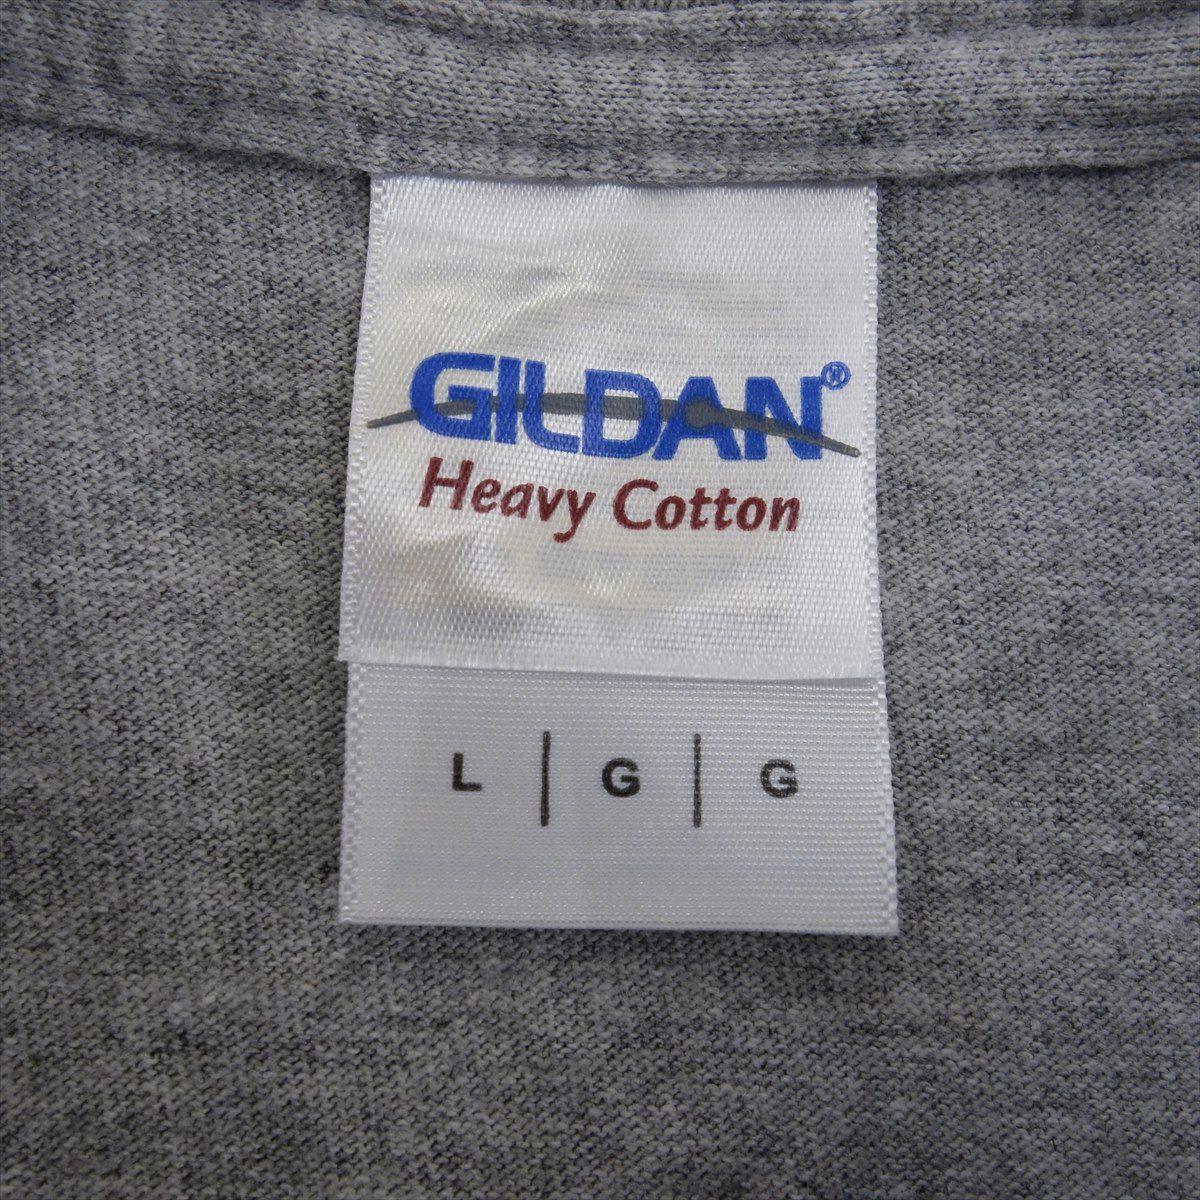 GILDAN®
Heavy Cotton
L | G | G